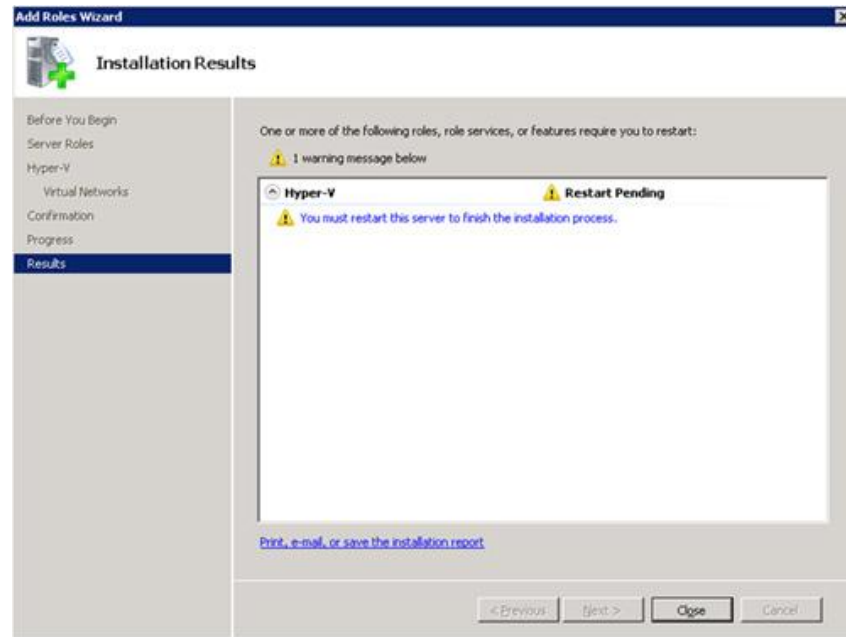 Add Roles Wizard
Installation Results
Before You Begin
Server Roles
Hyper-V
Virtual Networks
Confirmation
Progress
Results
One or more of the following roles, role services, or features require you to restart:
1 warning message below
Hyper-V Restart Pending
You must restart this server to finish the installation process.
Print, e-mail, or save the installation report
< Previous Next > Close Cancel